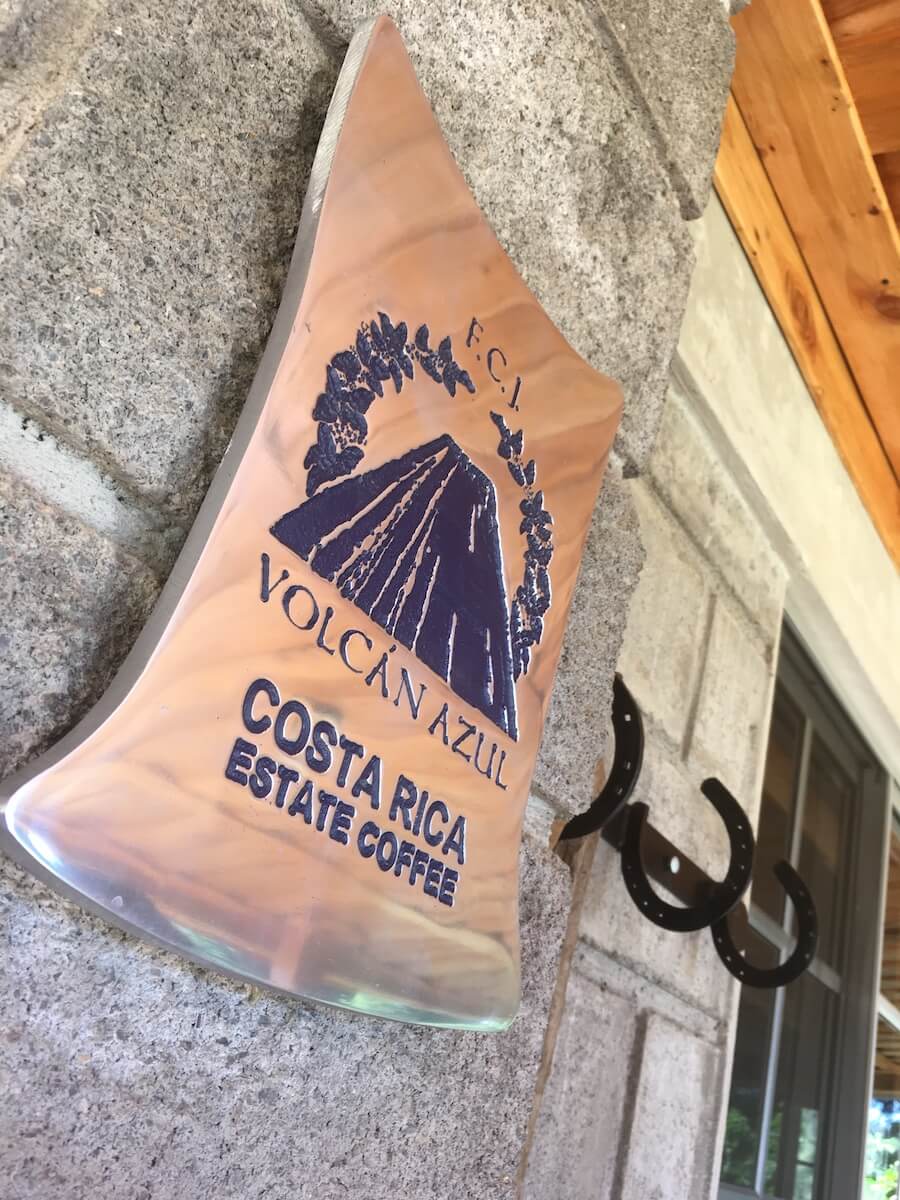 F.C.J.
VOLCÁN AZUL
COSTA RICA
ESTATE COFFEE